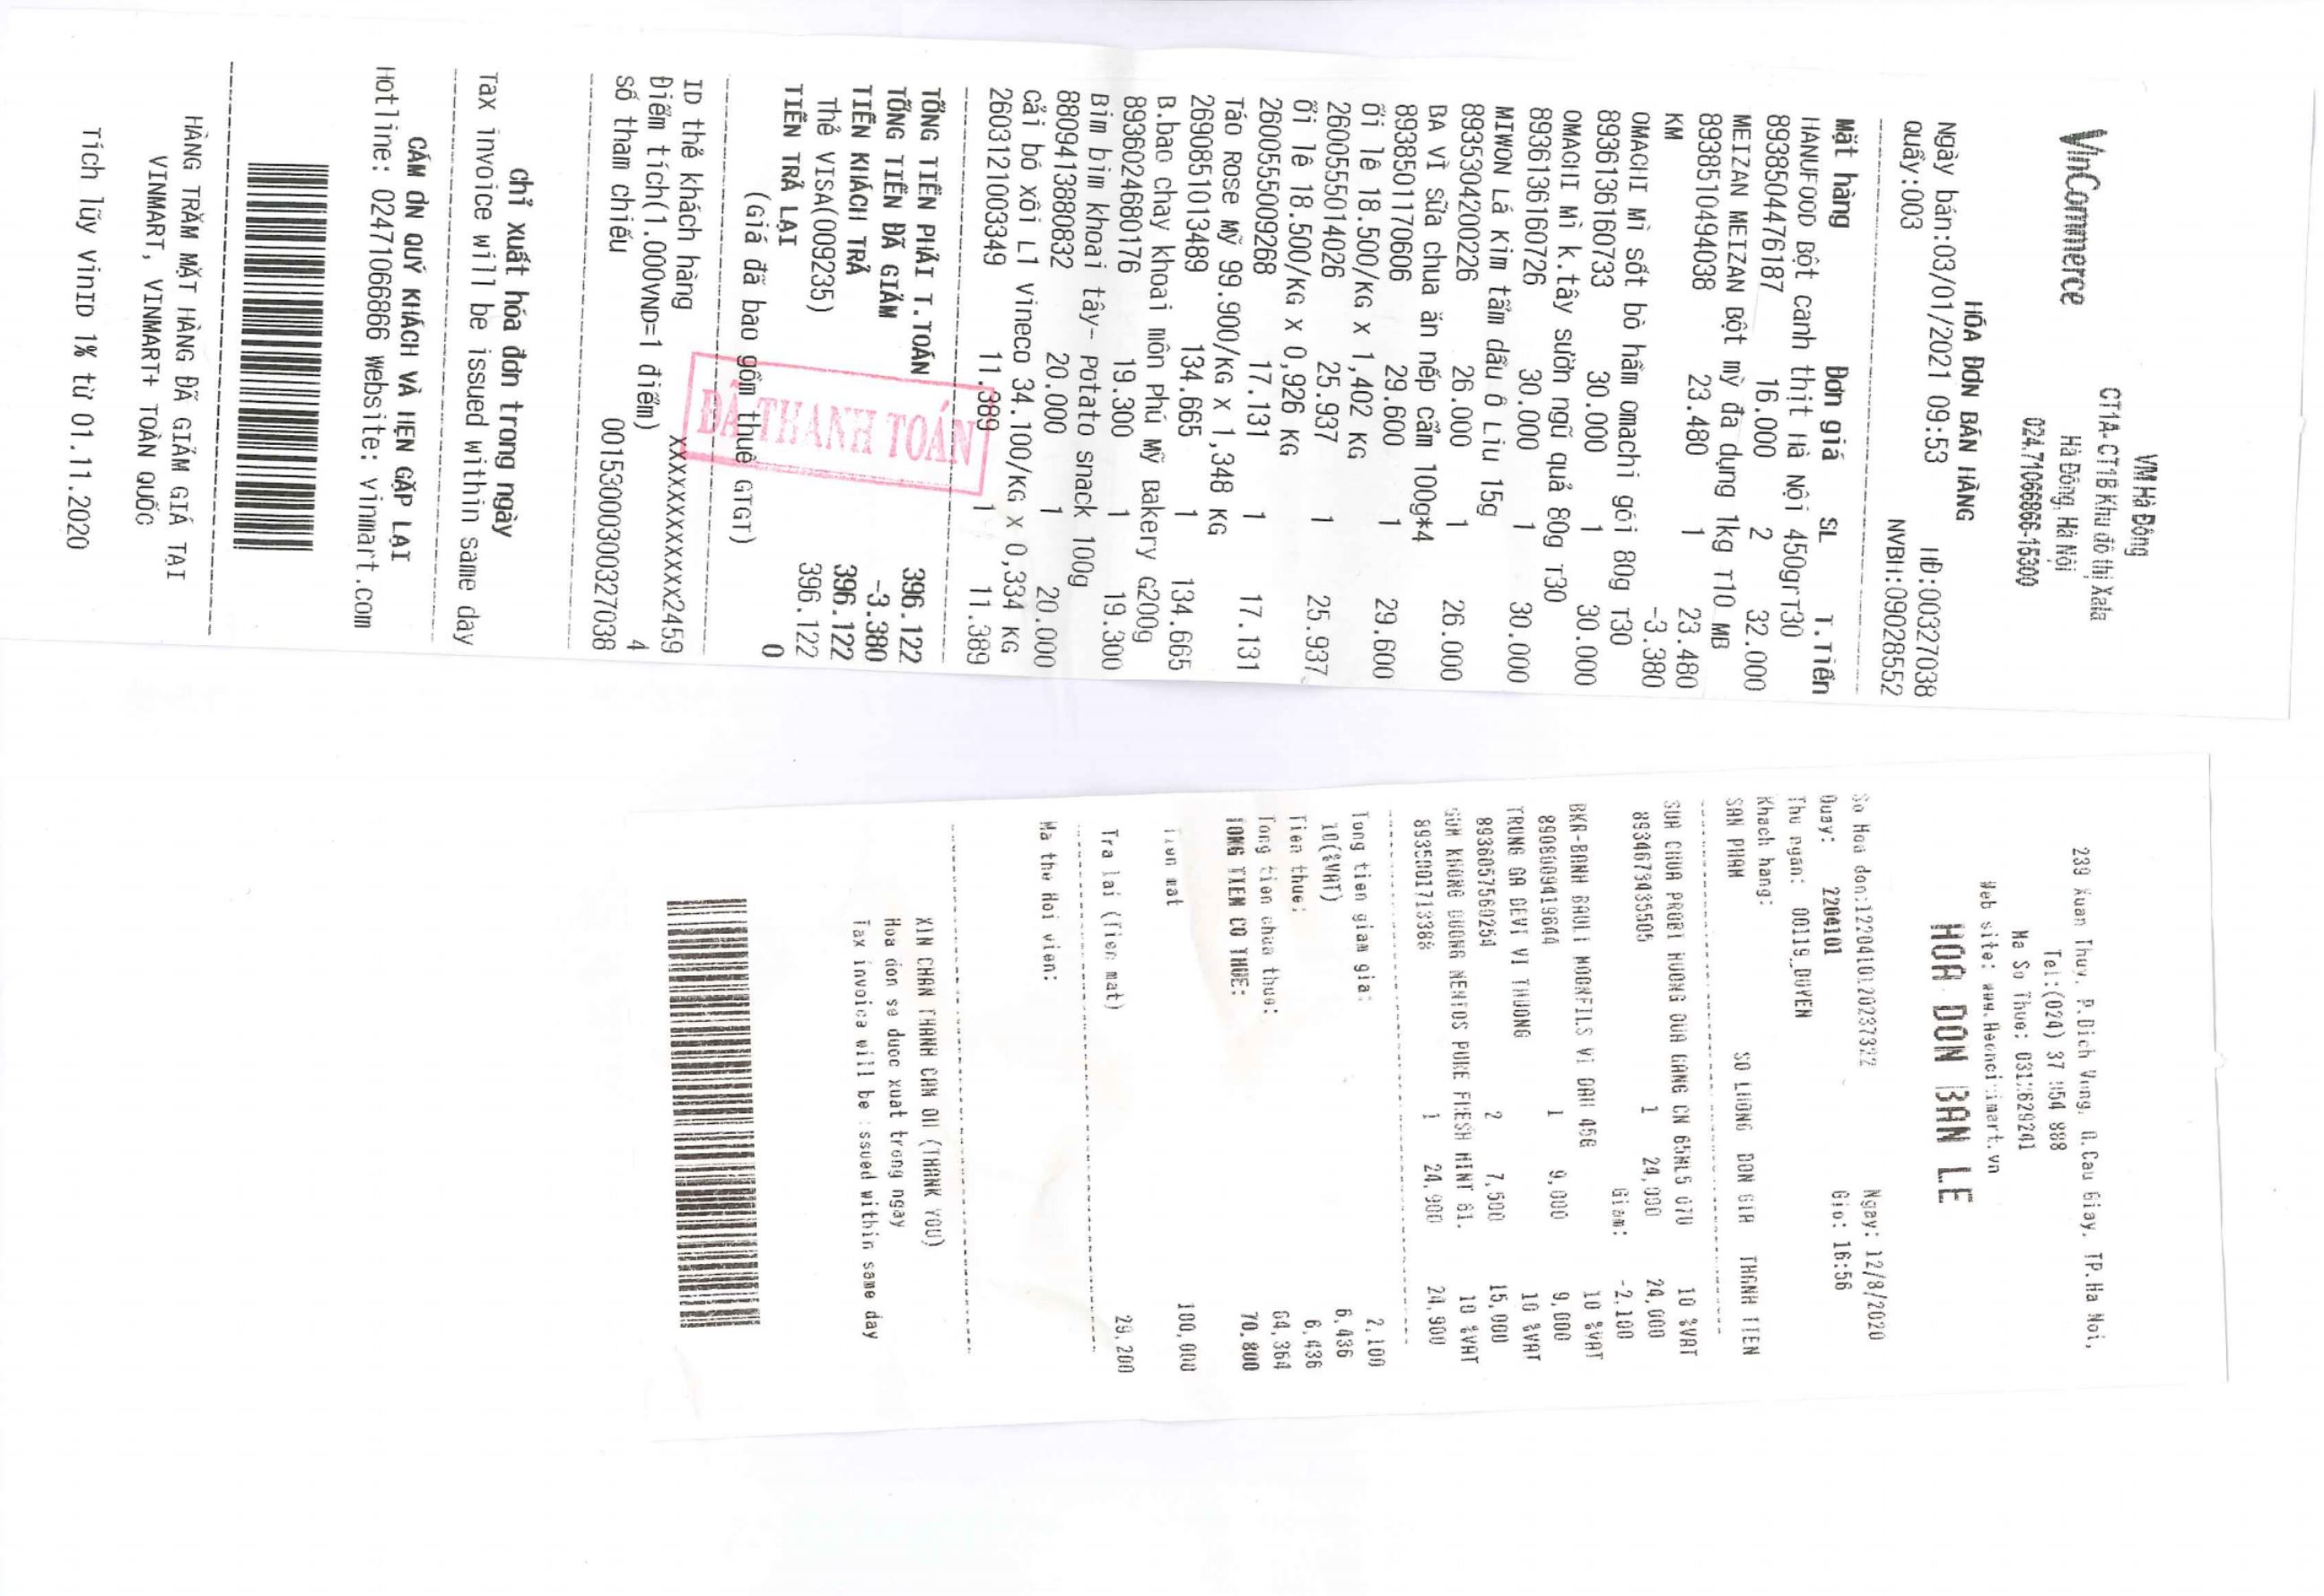 VinCommerce
VM Hà Đông
CT1A- CT1B Khu đô thị Xala
Hà Đông, Hà Nội
024.71066866-15300
HÓA ĐƠN BÁN HÀNG
Ngày bán:03/01/2021 09:53 HĐ:00327038
Quầy:003 NVBH:09028552
Mặt hàng Đơn giá SL T.Tiền
HANUFOOD Bột canh thịt Hà Nội 450grT30
8938504476187 16.000 2 32.000
MEIZAN MEIZAN Bột mỳ đa dụng 1kg T10 MB
8938510494038 23.480 1 23.480
KM -3.380
OMACHI Mì sốt bò hầm omachi gói 80g T30
8936136160733 30.000 1 30.000
OMACHI Mì k.tây sườn ngũ quả 80g T30
8936136160726 30.000 1 30.000
MIWON Lá Kim tẩm dầu Ô Liu 15g
8935304200226 26.000 1 26.000
BA VÌ Sữa chua ăn nếp cẩm 100g*4
8938501170606 29.600 1 29.600
Ổi lê 18.500/KG X 1,402 KG
2600555014026 25.937 1 25.937
Ổi lê 18.500/KG X 0,926 KG
2600555009268 17.131 1 17.131
Táo Rose Mỹ 99.900/KG X 1,348 KG
2690851013489 134.665 1 134.665
B.bao chay khoai môn Phú Mỹ Bakery G200g
8936024680176 19.300 1 19.300
Bim bim khoai tây- Potato snack 100g
8809413880832 20.000 1 20.000
Cải bó xôi L1 Vineco 34.100/KG X 0,334 KG
2603121003349 11.389 1 11.389
TỔNG TIỀN PHẢI T.TOÁN 396.122
TỔNG TIỀN ĐÃ GIẢM -3.380
TIỀN KHÁCH TRẢ 396.122
Thẻ VISA(009235) 396.122
TIỀN TRẢ LẠI 0
(Giá đã bao gồm thuế GTGT)
ĐÃ THANH TOÁN
ID thẻ khách hàng XXXXXXXXXXXX2459
Điểm tích(1.000VND=1 điểm) 4
Số tham chiếu 00153000300327038
Chỉ xuất hóa đơn trong ngày
Tax invoice will be issued within same day
CẢM ƠN QUÝ KHÁCH VÀ HẸN GẶP LẠI
Hotline: 02471066866 Website: vinmart.com
HÀNG TRĂM MẶT HÀNG ĐÃ GIẢM GIÁ TẠI
VINMART, VINMART+ TOÀN QUỐC
Tích lũy VinID 1% từ 01.11.2020
239 Xuan Thuy, P.Dich Vong, Q.Cau Giay, TP.Ha Noi,
Tel:(024) 37 954 888
Ma So Thue:
Web site:
HOA DON BAN LE
So Hoa don: Ngay: 12/8/2020
Quay: 2204101 Gio: 16:56
Thu ngan: 00119_DUYEN
Khach hang:
SAN PHAM SO LUONG DON GIA THANH TIEN
SUA CHUA PROBI HUONG DUA GANG CN 10 %VAT
8934673435505 1 24,000 24,000
Giam: -2,100
BKR-BANH BAULI MOONFILS VI 45G 10 %VAT
8908009419644 1 9,000 9,000
TRUNG GA DEVI VI THUONG 10 %VAT
8936057560254 2 7,500 15,000
GUM KHONG DUONG MENTOS PURE FRESH MINT 61. 10 %VAT
8935001713388 1 24,900 24,900
Tong tien giam gia: 2,100
10(%VAT) 6,436
Tien thue: 6,436
Tong tien chua thue: 64,364
TONG TIEN CO THUE: 70,800
Tien mat 100,000
Tra lai (Tien mat) 29,200
Ma the Hoi vien:
XIN CHAN THANH CAM ON (THANK YOU)
Hoa don se duoc xuat trong ngay
Tax invoice will be issued within same day